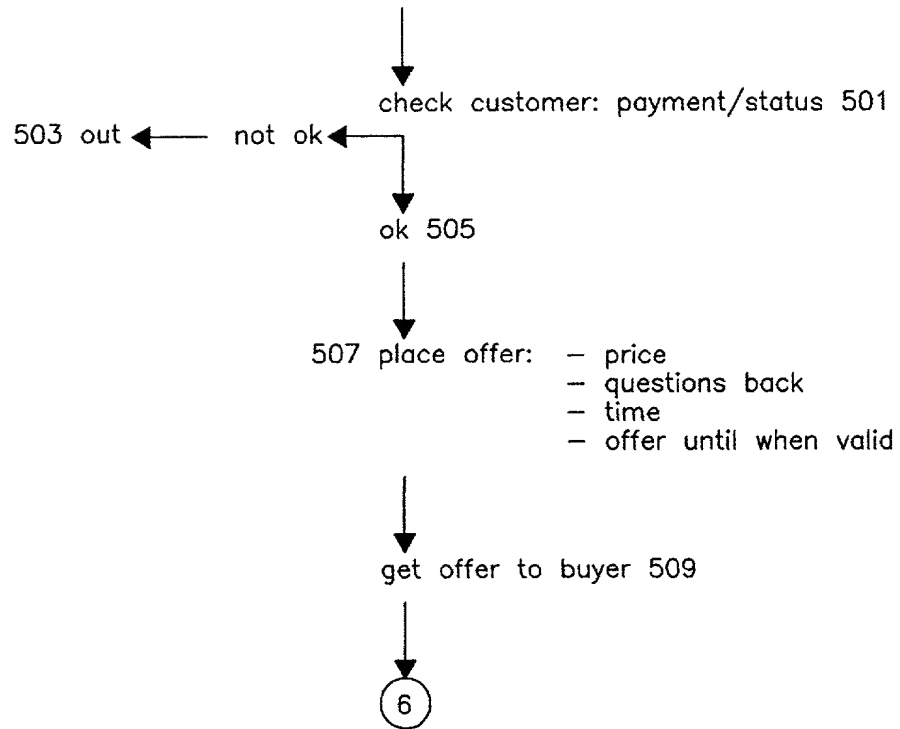 check customer: payment/status 501
503 out not ok
ok 505
507 place offer: – price
– questions back
– time
– offer until when valid
get offer to buyer 509
6